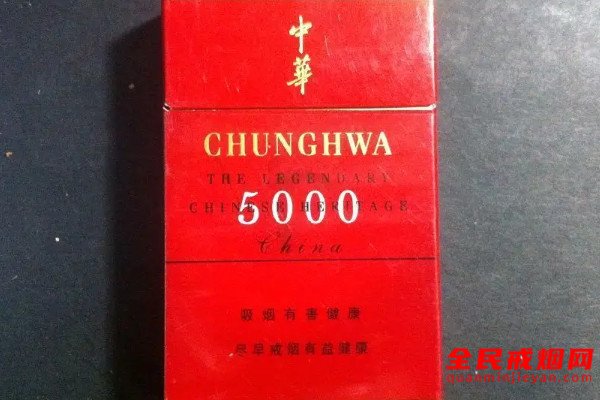 中
華
CHUNGHWA
THE LEGENDARY
5000
CHINESE HERITAGE
China
吸烟有害健康
尽早戒烟有益健康
全民戒烟网